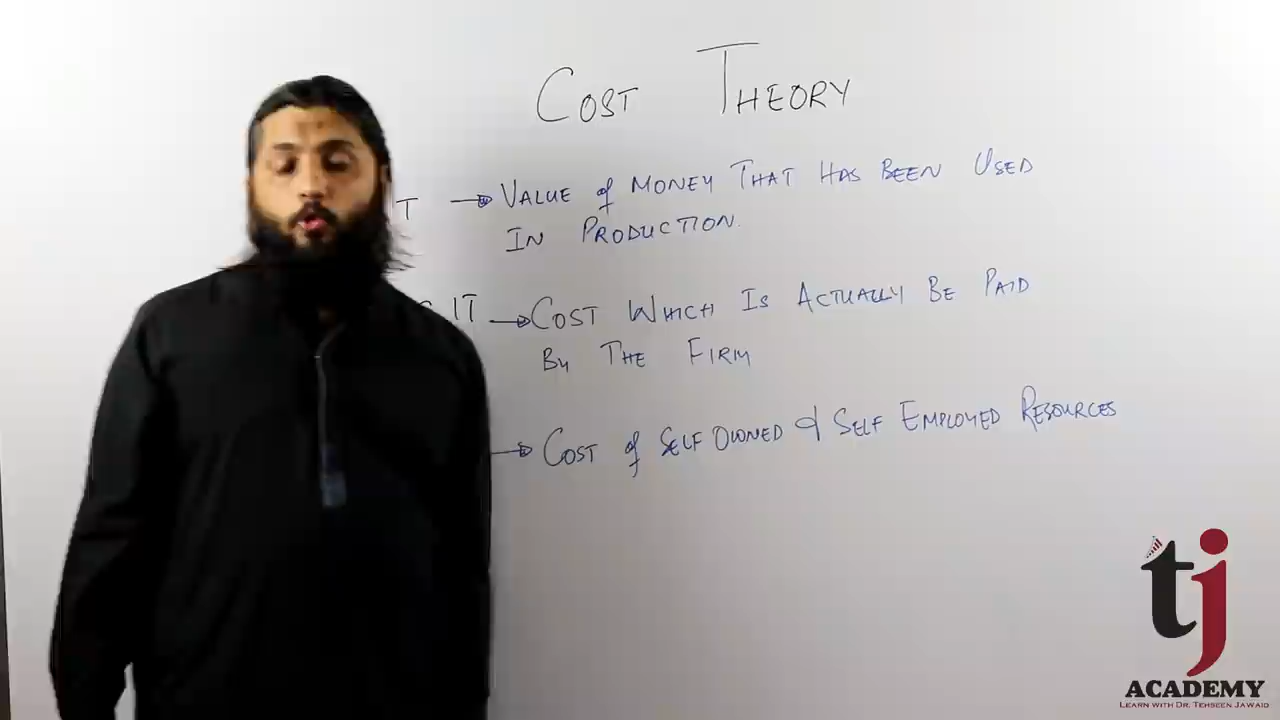 COST THEORY
T → VALUE of MONEY THAT HAS BEEN USED
IN PRODUCTION.
IT → COST WHICH IS ACTUALLY BE PAID
By THE FIRM
→ COST of SELF OWNED & SELF EMPLOYED RESOURCES
tj
ACADEMY
LEARN WITH DR. TEHSEEN JAWAID